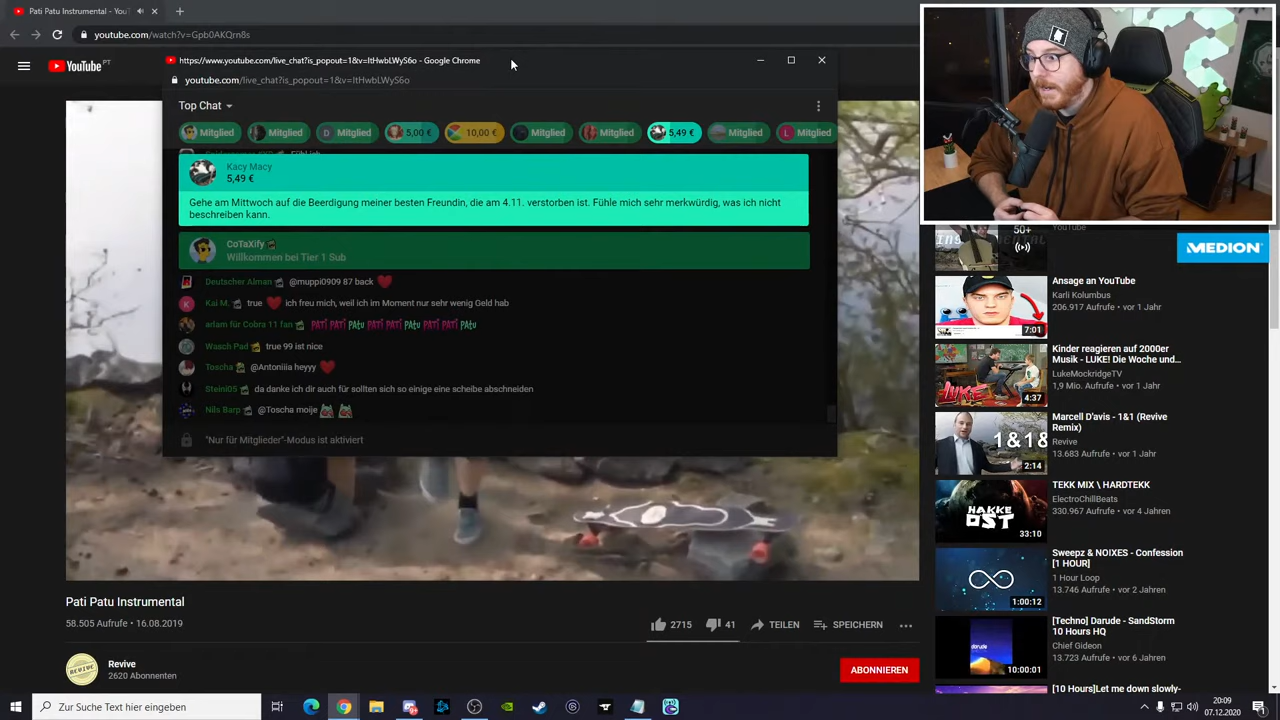 Pati Patu Instrumental - YouT
youtube.com/watch?v=Gpb0AKQrn8s
YouTube PT
https://www.youtube.com/live_chat?is_popout=1&v=ItHwbLWyS6o - Google Chrome
youtube.com/live_chat?is_popout=1&v=ItHwbLWyS6o
Top Chat
Mitglied Mitglied D Mitglied 5,00 € 10,00 € Mitglied Mitglied 5,49 € Mitglied L Mitglied
Kacy Macy
5,49 €
Gehe am Mittwoch auf die Beerdigung meiner besten Freundin, die am 4.11. verstorben ist. Fühle mich sehr merkwürdig, was ich nicht
beschreiben kann.
CoTaXify
Willkommen bei Tier 1 Sub
Deutscher Alman @muppi0909 87 back
K Kai M. true ich freu mich, weil ich im Moment nur sehr wenig Geld hab
adam für Cobra 11 fan PATI PATI PAtu PATI PATI PAtu PATI PATI PAtu
Waach Pad true 99 ist nice
Toscha @Antoniiia heyyy
Steini05 da danke ich dir auch für sollten sich so einige eine scheibe abschneiden
Nils Barp @Toscha moije
"Nur für Mitglieder"-Modus ist aktiviert
Pati Patu Instrumental
58.505 Aufrufe • 16.08.2019
2715 41 TEILEN SPEICHERN
REVIVE
Revive
2620 Abonnenten
ABONNIEREN
50+
YouTube
MEDION
Ansage an YouTube
Karli Kolumbus
206.917 Aufrufe • vor 1 Jahr
7:01
Kinder reagieren auf 2000er
Musik - LUKE! Die Woche und...
LukeMockridgeTV
1,9 Mio. Aufrufe • vor 1 Jahr
LUKE
4:37
Marcell D'avis - 1&1 (Revive
Remix)
Revive
13.683 Aufrufe • vor 1 Jahr
1&1&
2:14
TEKK MIX \ HARDTEKK
ElectroChillBeats
330.967 Aufrufe • vor 4 Jahren
HAKKE
OST
33:10
Sweepz & NOIXES - Confession
[1 HOUR]
1 Hour Loop
13.746 Aufrufe • vor 2 Jahren
1:00:12
[Techno] Darude - SandStorm
10 Hours HQ
Chief Gideon
13.723 Aufrufe • vor 6 Jahren
darude
10:00:01
[10 Hours]Let me down slowly-
Zur Suche Text hier eingeben
20:09
07.12.2020
1